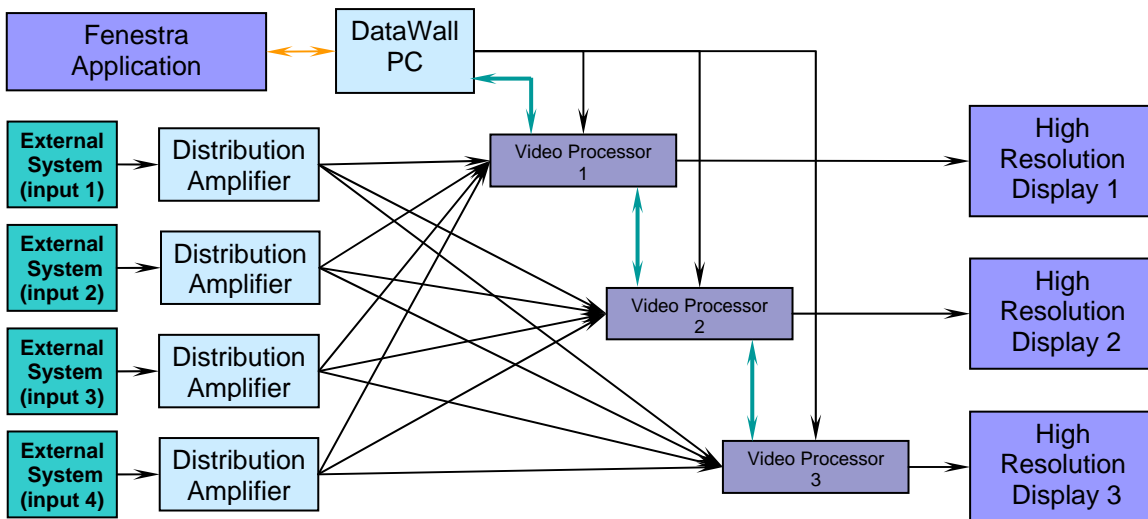 Fenestra
Application
DataWall
PC
External
System
(input 1)
Distribution
Amplifier
Video Processor
1
High
Resolution
Display 1
External
System
(input 2)
Distribution
Amplifier
Video Processor
2
High
Resolution
Display 2
External
System
(input 3)
Distribution
Amplifier
External
System
(input 4)
Distribution
Amplifier
Video Processor
3
High
Resolution
Display 3